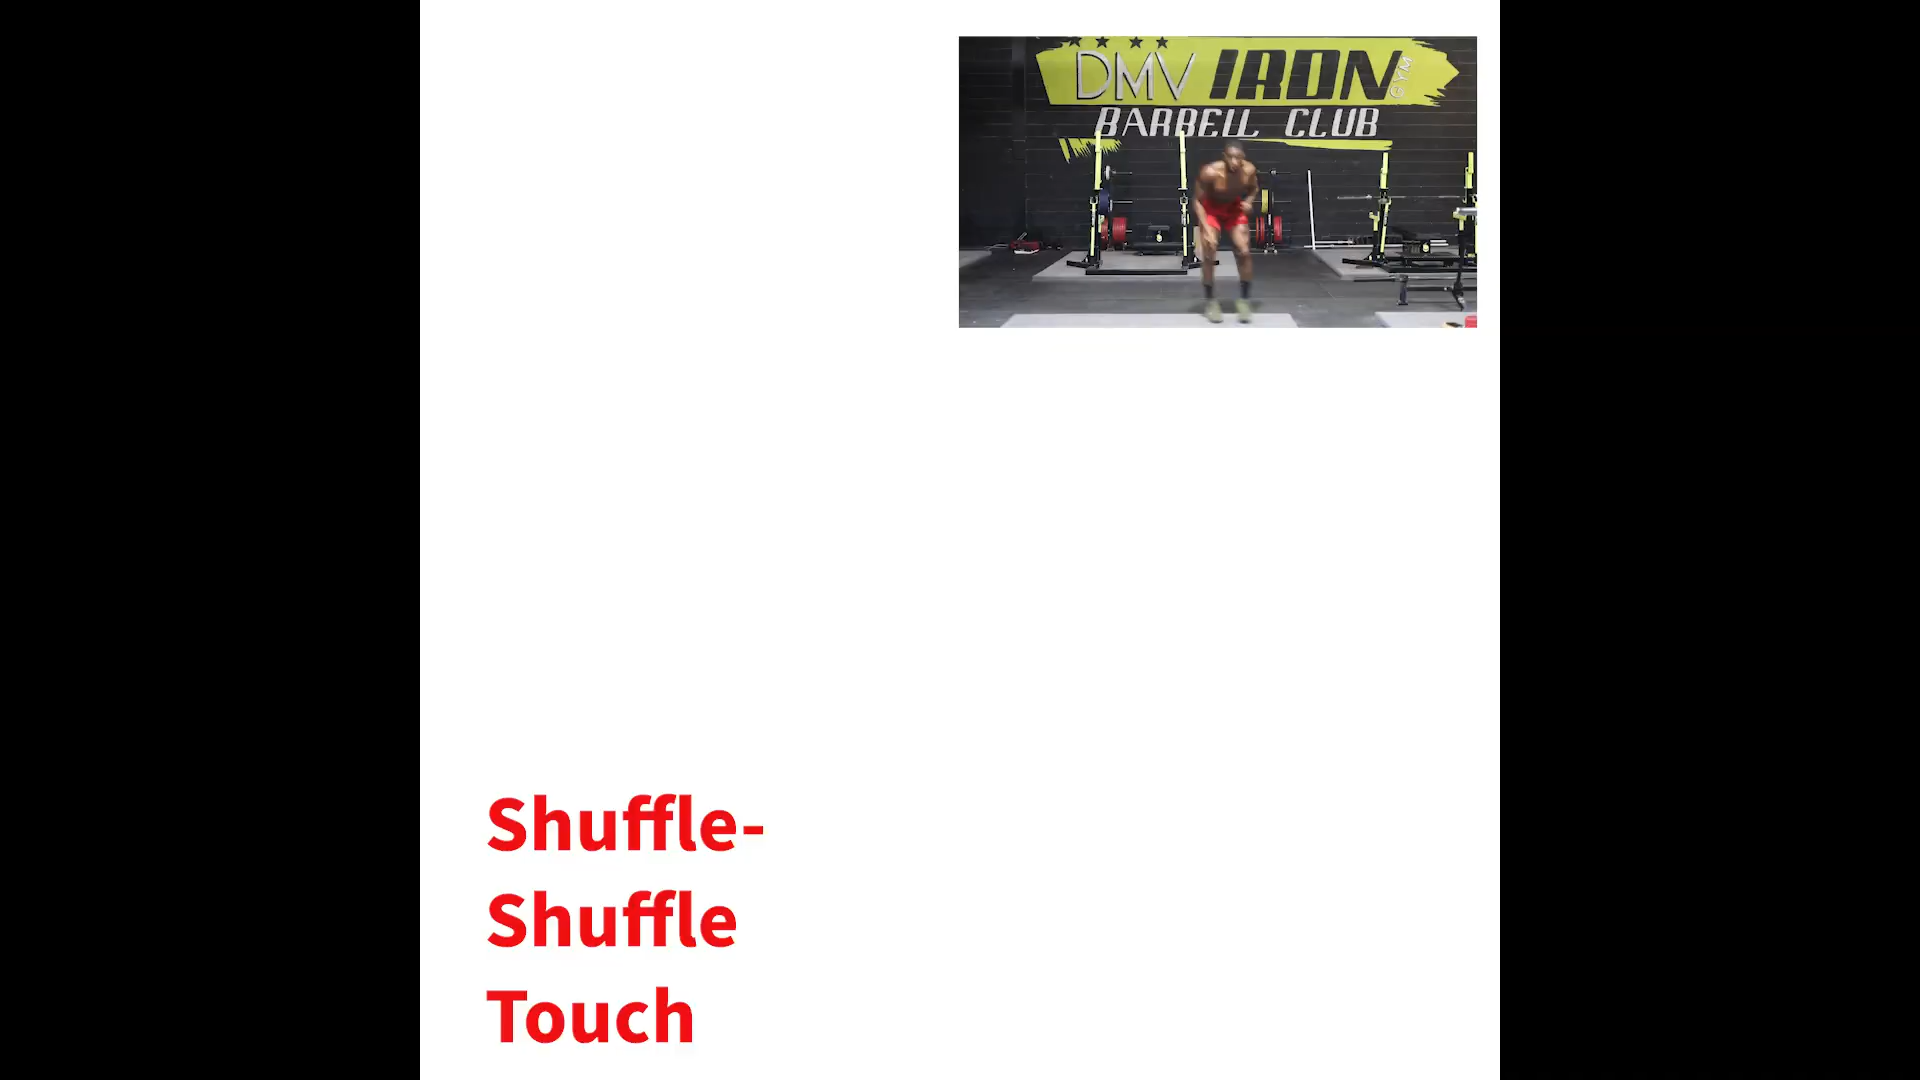 DMV IRON GYM
BARBELL CLUB
Shuffle-
Shuffle
Touch